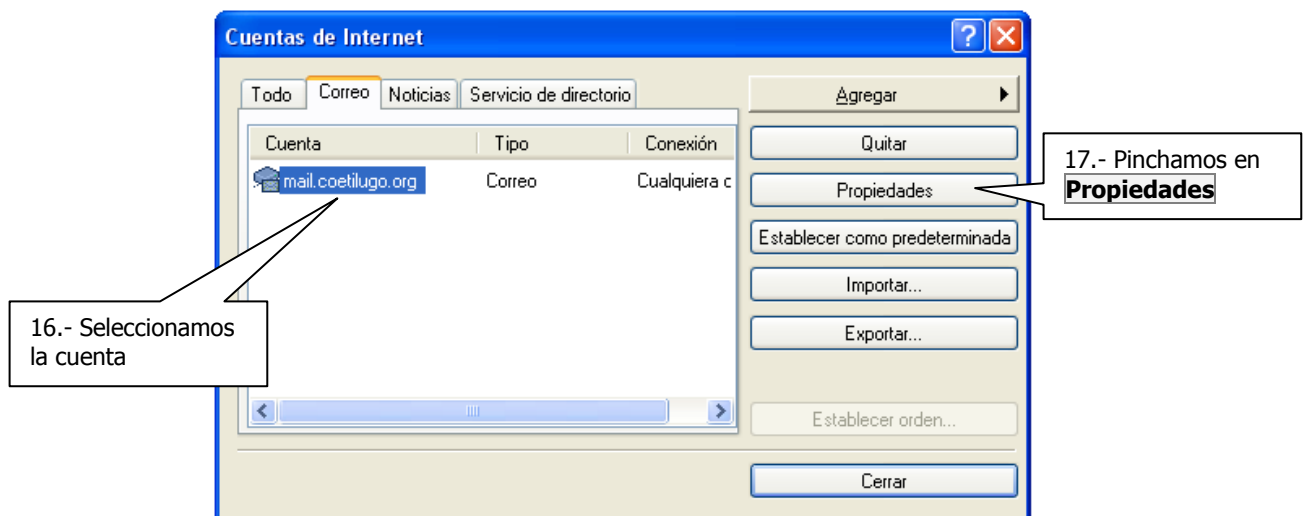 Cuentas de Internet
Todo Correo Noticias Servicio de directorio
Cuenta Tipo Conexión
mail.coetilugo.org Correo Cualquiera c
Agregar
Quitar
Propiedades
Establecer como predeterminada
Importar...
Exportar...
Establecer orden...
Cerrar
16.- Seleccionamos
la cuenta
17.- Pinchamos en
Propiedades